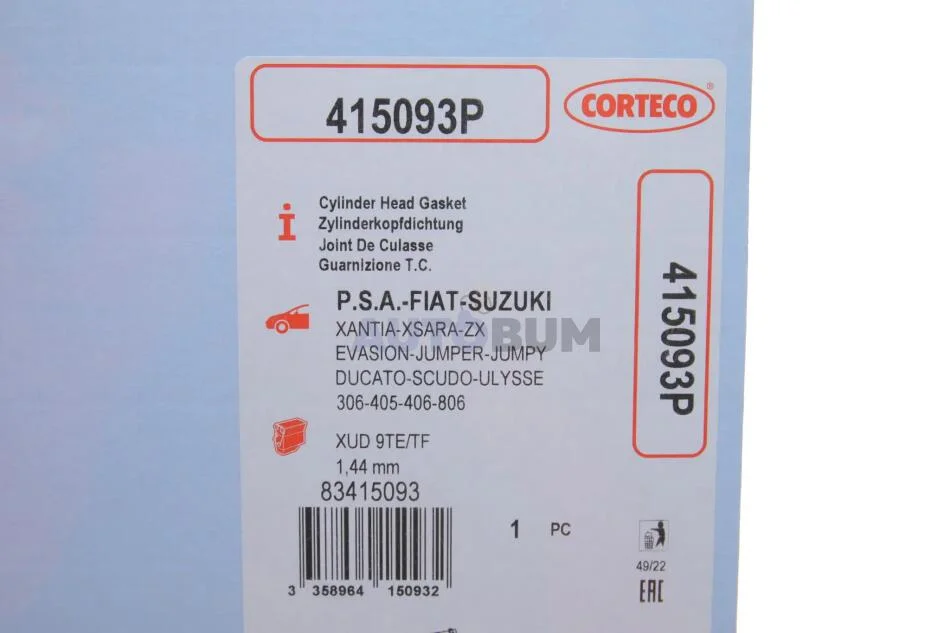 415093P
CORTECO®
Cylinder Head Gasket
Zylinderkopfdichtung
Joint De Culasse
Guarnizione T.C.
P.S.A.-FIAT-SUZUKI
XANTIA-XSARA-ZX
AUTOBUM
EVASION-JUMPER-JUMPY
DUCATO-SCUDO-ULYSSE
306-405-406-806
415093P
XUD 9TE/TF
1,44 mm
83415093
1 PC
3 358964 150932
49/22
EAC